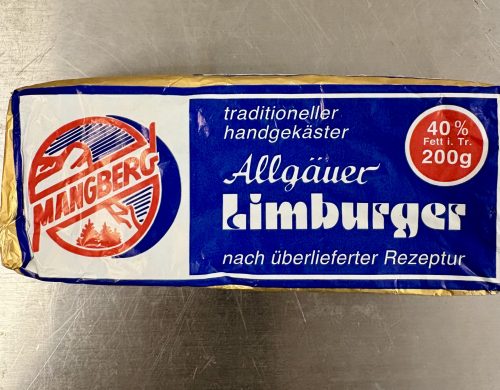 MANGBERG
traditioneller
handgekäster
Allgäuer
Limburger
nach überlieferter Rezeptur
40%
Fett i. Tr.
200g